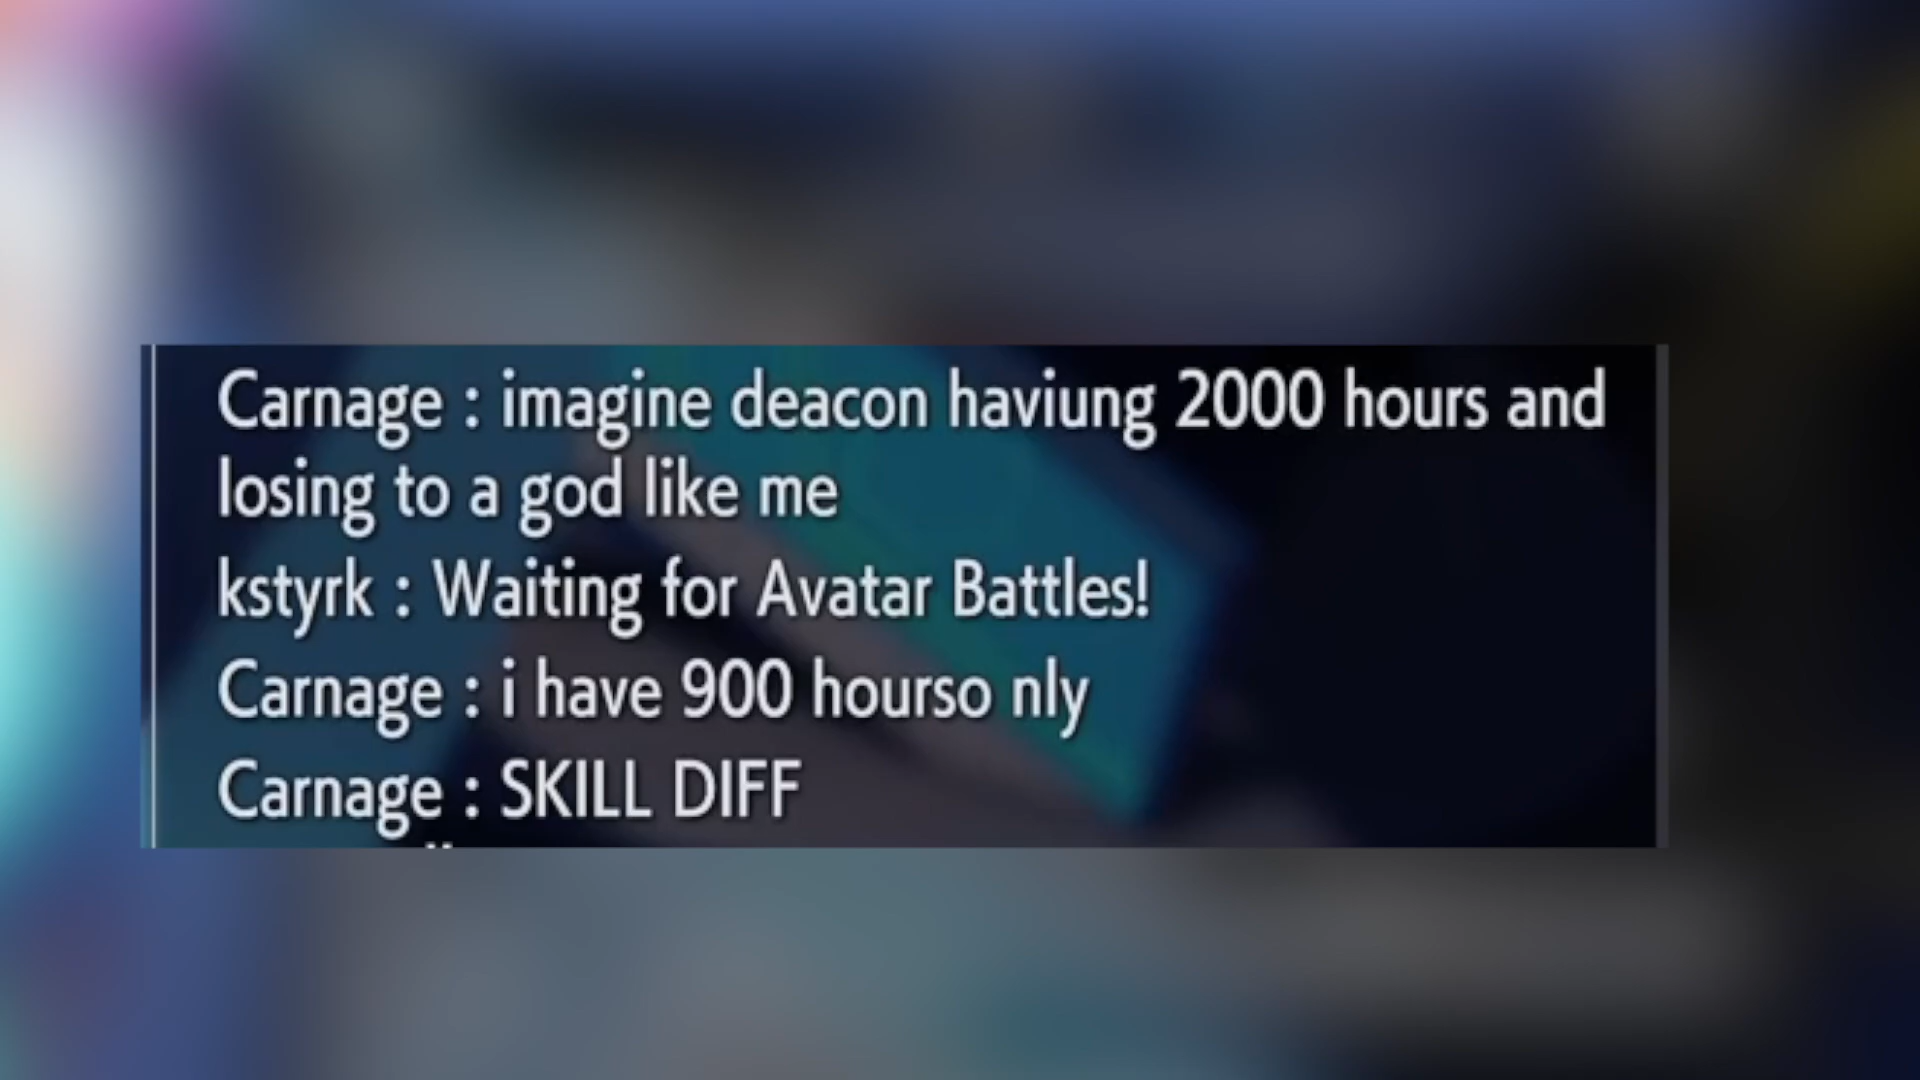 Carnage : imagine deacon haviung 2000 hours and
losing to a god like me
kstyrk : Waiting for Avatar Battles!
Carnage : i have 900 hourso nly
Carnage : SKILL DIFF